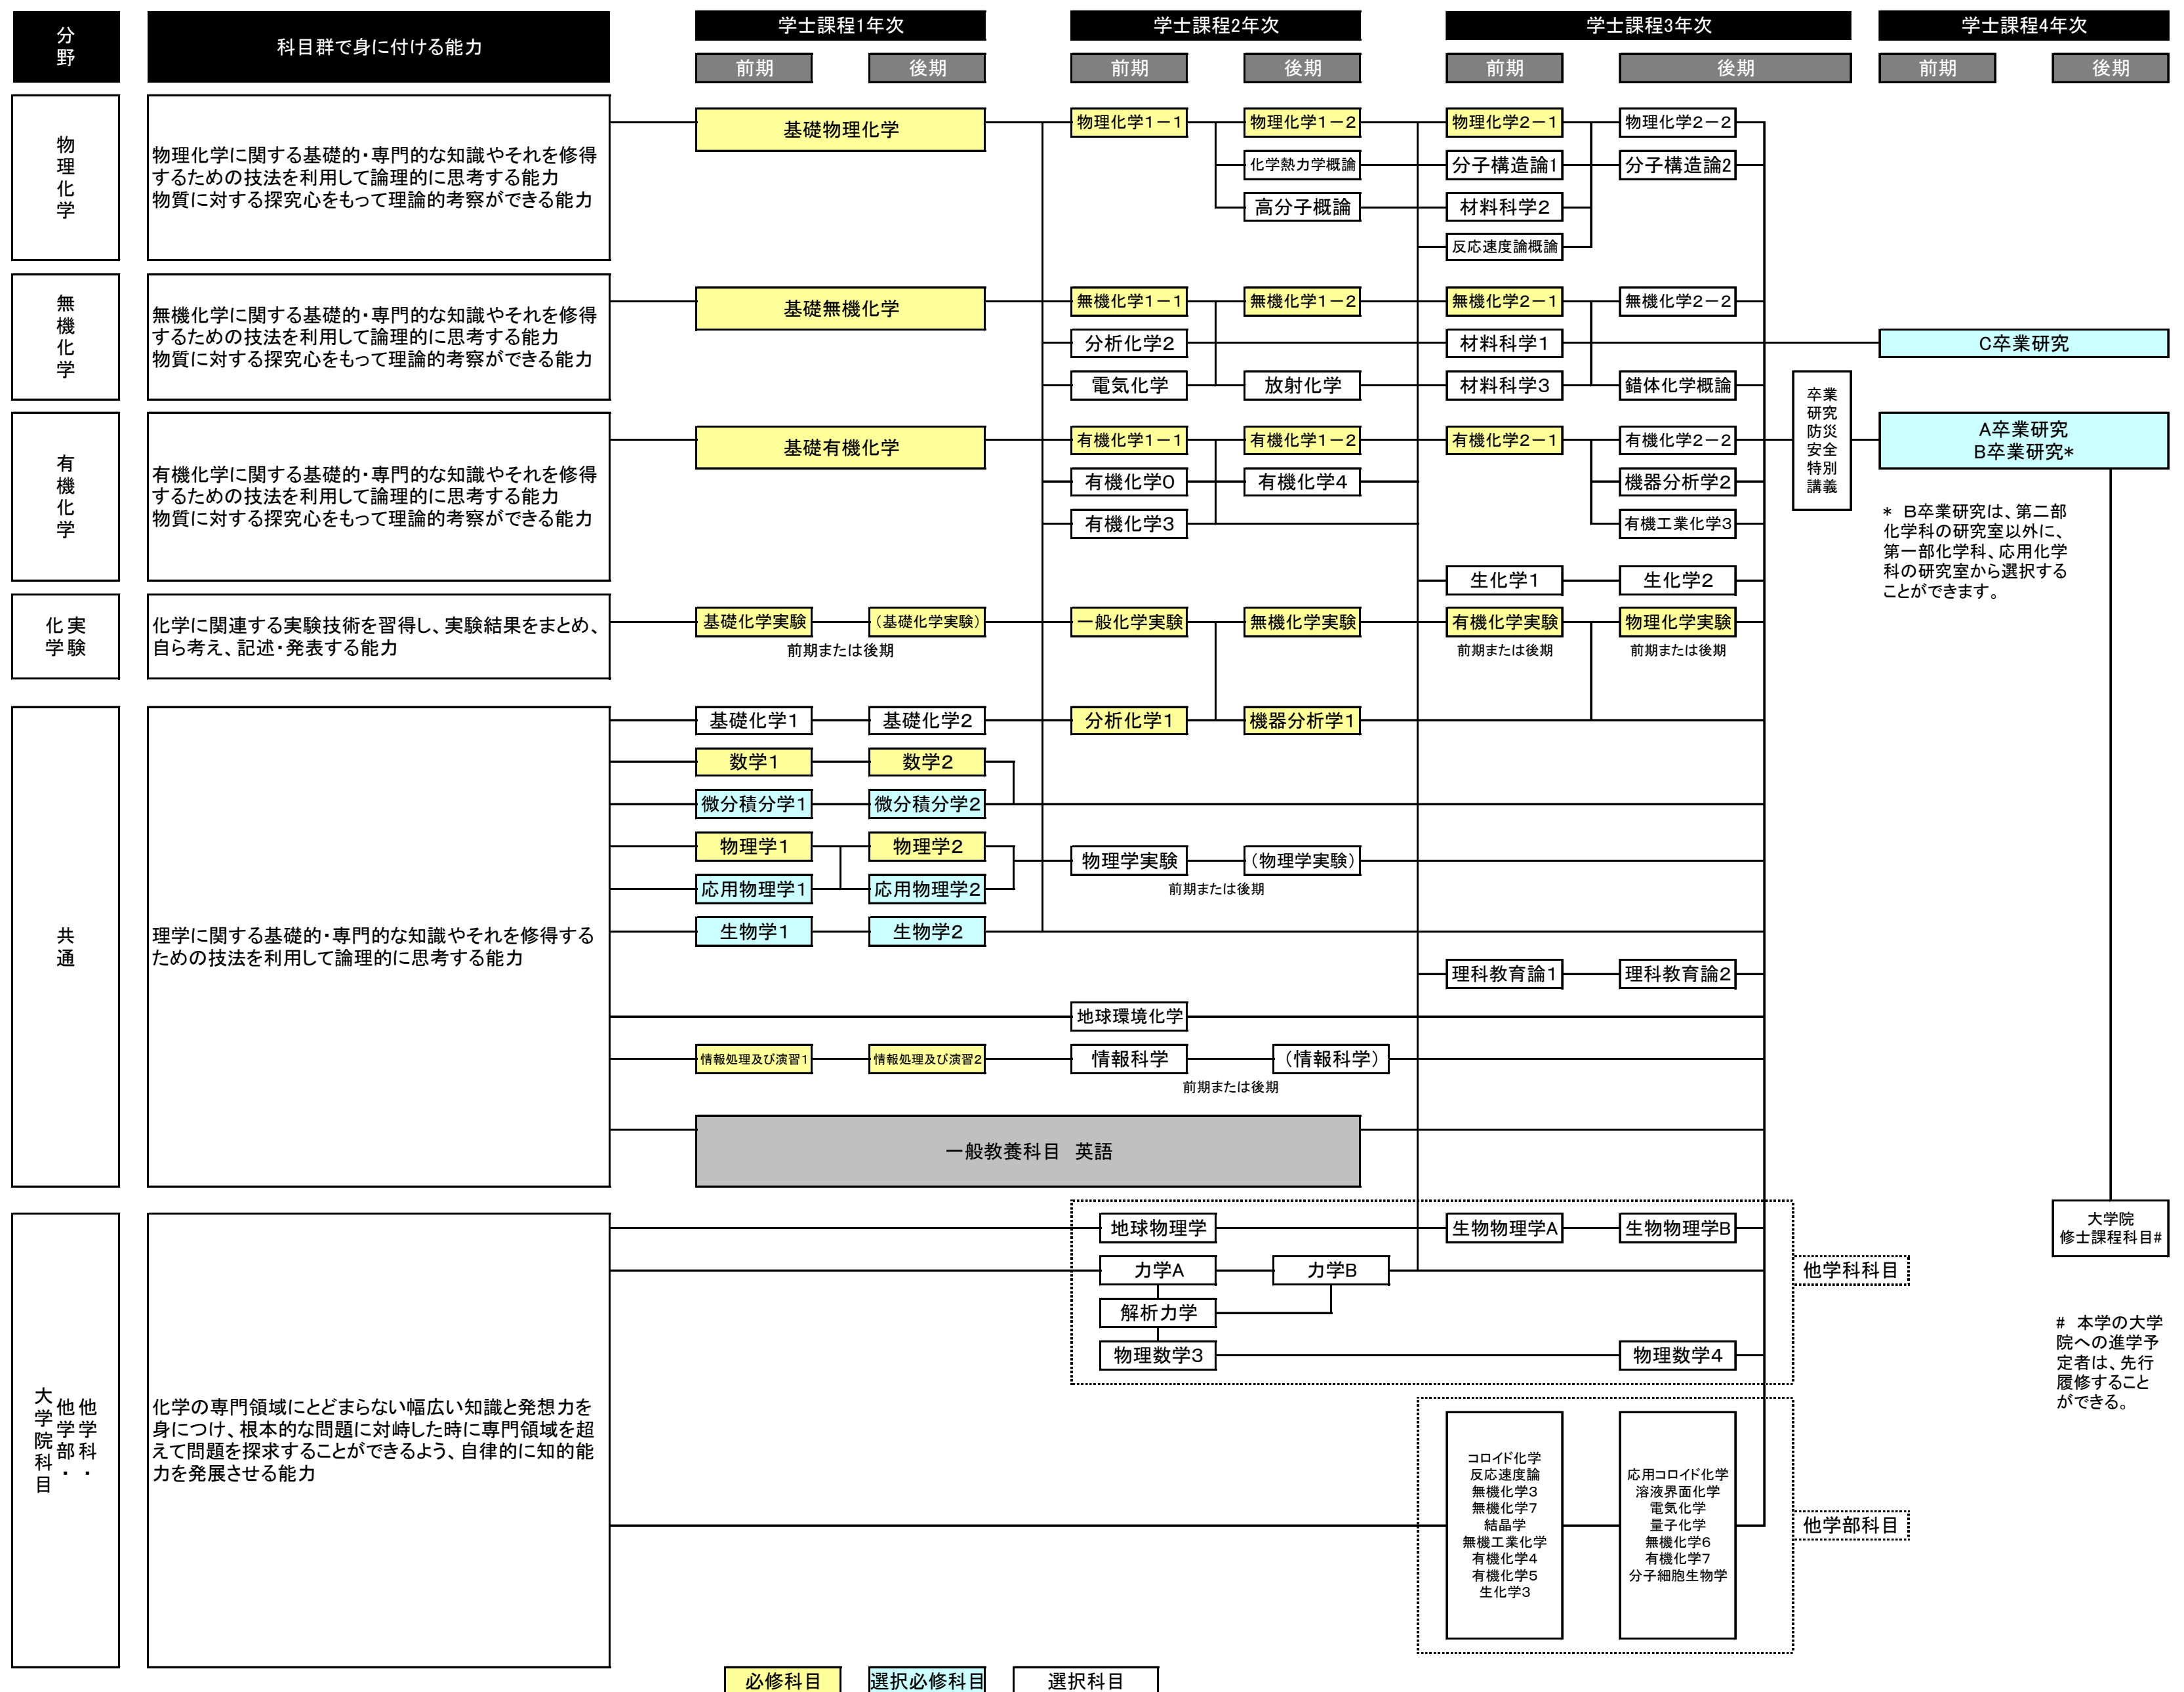 分野
科目群で身に付ける能力
学士課程1年次
学士課程2年次
学士課程3年次
学士課程4年次
前期
後期
前期
後期
前期
後期
前期
後期
物理化学
物理化学に関する基礎的・専門的な知識やそれを修得
するための技法を利用して論理的に思考する能力
物質に対する探究心をもって理論的考察ができる能力
基礎物理化学
物理化学1－1
物理化学1－2
物理化学2－1
物理化学2－2
化学熱力学概論
分子構造論1
分子構造論2
高分子概論
材料科学2
反応速度論概論
無機化学
無機化学に関する基礎的・専門的な知識やそれを修得
するための技法を利用して論理的に思考する能力
物質に対する探究心をもって理論的考察ができる能力
基礎無機化学
無機化学1－1
無機化学1－2
無機化学2－1
無機化学2－2
分析化学2
材料科学1
C卒業研究
電気化学
放射化学
材料科学3
錯体化学概論
卒業
研究
防災
安全
特別
講義
有機化学
有機化学に関する基礎的・専門的な知識やそれを修得
するための技法を利用して論理的に思考する能力
物質に対する探究心をもって理論的考察ができる能力
基礎有機化学
有機化学1－1
有機化学1－2
有機化学2－1
有機化学2－2
A卒業研究
B卒業研究*
有機化学0
有機化学4
機器分析学2
有機化学3
有機工業化学3
* B卒業研究は、第二部
化学科の研究室以外に、
第一部化学科、応用化学
科の研究室から選択する
ことができます。
生化学1
生化学2
化学実験
化学に関連する実験技術を習得し、実験結果をまとめ、
自ら考え、記述・発表する能力
基礎化学実験
（基礎化学実験）
前期または後期
一般化学実験
無機化学実験
有機化学実験
前期または後期
物理化学実験
前期または後期
共通
理学に関する基礎的・専門的な知識やそれを修得する
ための技法を利用して論理的に思考する能力
基礎化学1
基礎化学2
分析化学1
機器分析学1
数学1
数学2
微分積分学1
微分積分学2
物理学1
物理学2
物理学実験
（物理学実験）
前期または後期
応用物理学1
応用物理学2
生物学1
生物学2
理科教育論1
理科教育論2
地球環境化学
情報処理及び演習1
情報処理及び演習2
情報科学
（情報科学）
前期または後期
一般教養科目 英語
他学科・
他学部・
大学院科目
化学の専門領域にとどまらない幅広い知識と発想力を
身につけ、根本的な問題に対峙した時に専門領域を超
えて問題を探求することができるよう、自律的に知的能
力を発展させる能力
地球物理学
生物物理学A
生物物理学B
力学A
力学B
他学科科目
解析力学
物理数学3
物理数学4
大学院
修士課程科目#
# 本学の大学
院への進学予
定者は、先行
履修すること
ができる。
コロイド化学
反応速度論
無機化学3
無機化学7
結晶学
無機工業化学
有機化学4
有機化学5
生化学3
応用コロイド化学
溶液界面化学
電気化学
量子化学
無機化学6
有機化学7
分子細胞生物学
他学部科目
必修科目
選択必修科目
選択科目